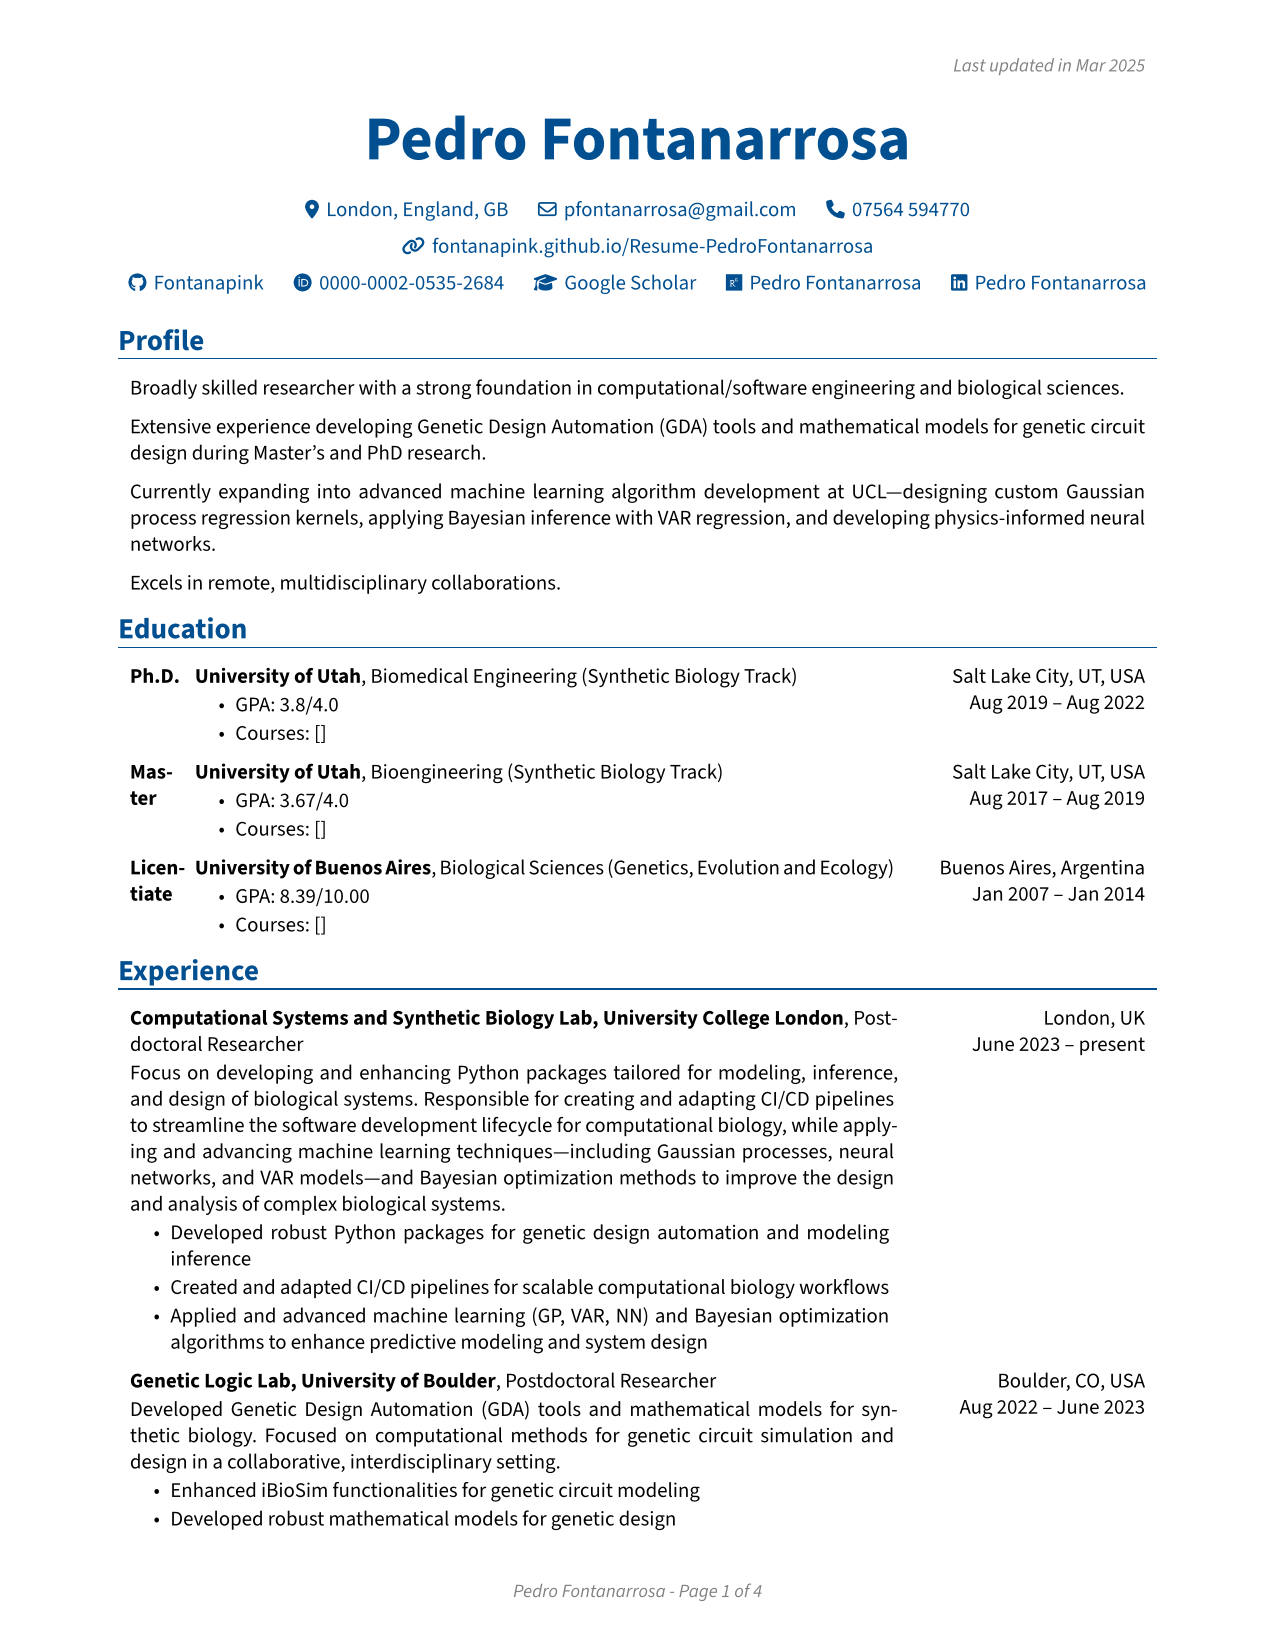 Last updated in Mar 2025
Pedro Fontanarrosa
London, England, GB pfontanarrosa@gmail.com 07564 594770
fontanapink.github.io/Resume-PedroFontanarrosa
Fontanapink 0000-0002-0535-2684 Google Scholar Pedro Fontanarrosa Pedro Fontanarrosa
Profile
Broadly skilled researcher with a strong foundation in computational/software engineering and biological sciences.
Extensive experience developing Genetic Design Automation (GDA) tools and mathematical models for genetic circuit
design during Master’s and PhD research.
Currently expanding into advanced machine learning algorithm development at UCL—designing custom Gaussian
process regression kernels, applying Bayesian inference with VAR regression, and developing physics-informed neural
networks.
Excels in remote, multidisciplinary collaborations.
Education
Ph.D. University of Utah, Biomedical Engineering (Synthetic Biology Track) Salt Lake City, UT, USA
• GPA: 3.8/4.0 Aug 2019 – Aug 2022
• Courses: []
Mas- University of Utah, Bioengineering (Synthetic Biology Track) Salt Lake City, UT, USA
ter • GPA: 3.67/4.0 Aug 2017 – Aug 2019
• Courses: []
Licen- University of Buenos Aires, Biological Sciences (Genetics, Evolution and Ecology) Buenos Aires, Argentina
tiate • GPA: 8.39/10.00 Jan 2007 – Jan 2014
• Courses: []
Experience
Computational Systems and Synthetic Biology Lab, University College London, Post- London, UK
doctoral Researcher June 2023 – present
Focus on developing and enhancing Python packages tailored for modeling, inference,
and design of biological systems. Responsible for creating and adapting CI/CD pipelines
to streamline the software development lifecycle for computational biology, while apply-
ing and advancing machine learning techniques—including Gaussian processes, neural
networks, and VAR models—and Bayesian optimization methods to improve the design
and analysis of complex biological systems.
• Developed robust Python packages for genetic design automation and modeling
inference
• Created and adapted CI/CD pipelines for scalable computational biology workflows
• Applied and advanced machine learning (GP, VAR, NN) and Bayesian optimization
algorithms to enhance predictive modeling and system design
Genetic Logic Lab, University of Boulder, Postdoctoral Researcher Boulder, CO, USA
Developed Genetic Design Automation (GDA) tools and mathematical models for syn- Aug 2022 – June 2023
thetic biology. Focused on computational methods for genetic circuit simulation and
design in a collaborative, interdisciplinary setting.
• Enhanced iBioSim functionalities for genetic circuit modeling
• Developed robust mathematical models for genetic design
Pedro Fontanarrosa - Page 1 of 4